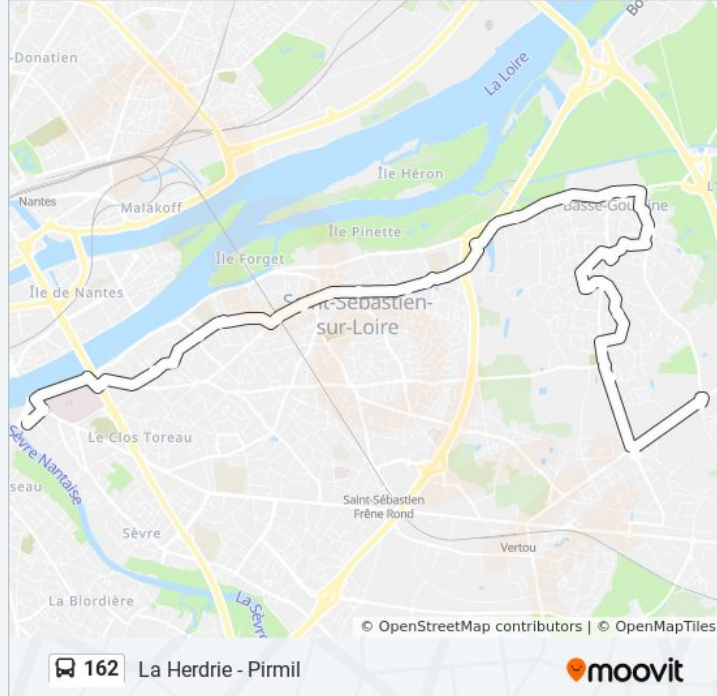 -Donatien
La Loire
Île Héron
Nantes
Malakoff
Basse-Goulaine
Île Pinette
Île Forget
Île de Nantes
Saint-Sébastien-
sur-Loire
Le Clos Toreau
Sèvre Nantaise
seau
Saint-Sébastien
Frêne Rond
Sèvre
Vertou
La Blordière
La Sèvr
© OpenStreetMap contributors | © OpenMapTiles
162 La Herdrie - Pirmil
moovit